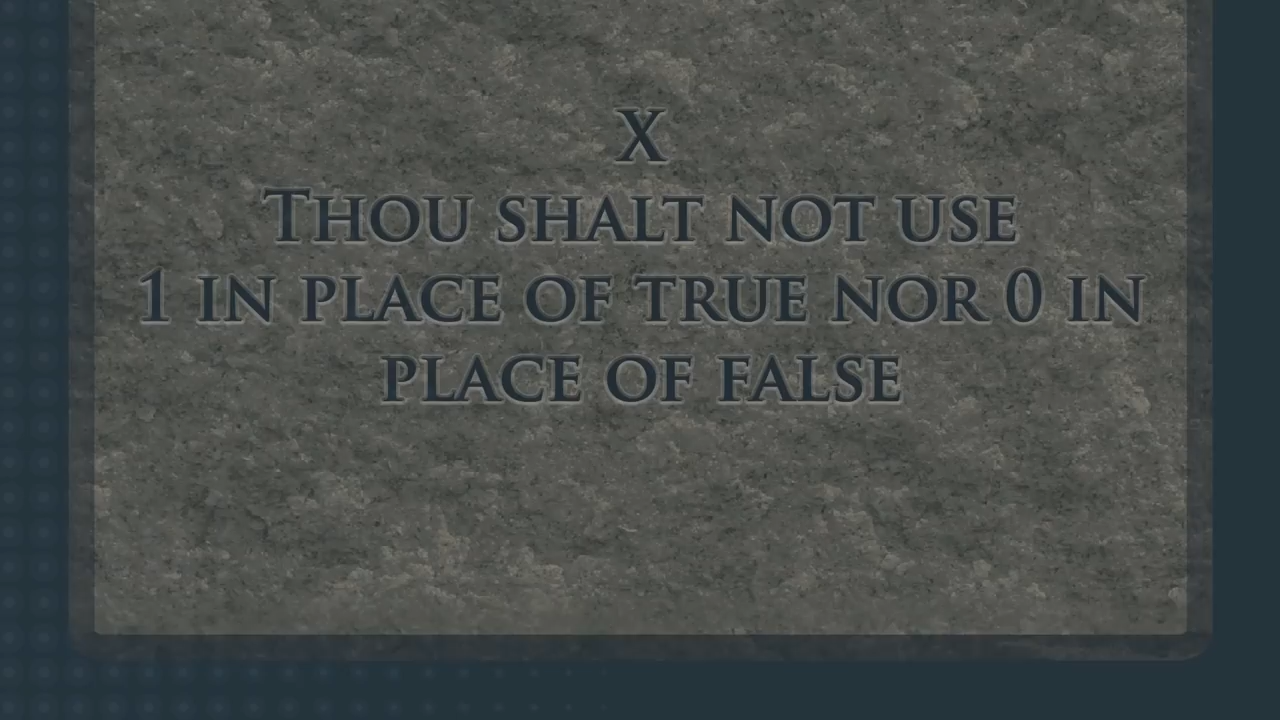 X
Thou shalt not use
1 in place of true nor 0 in
place of false